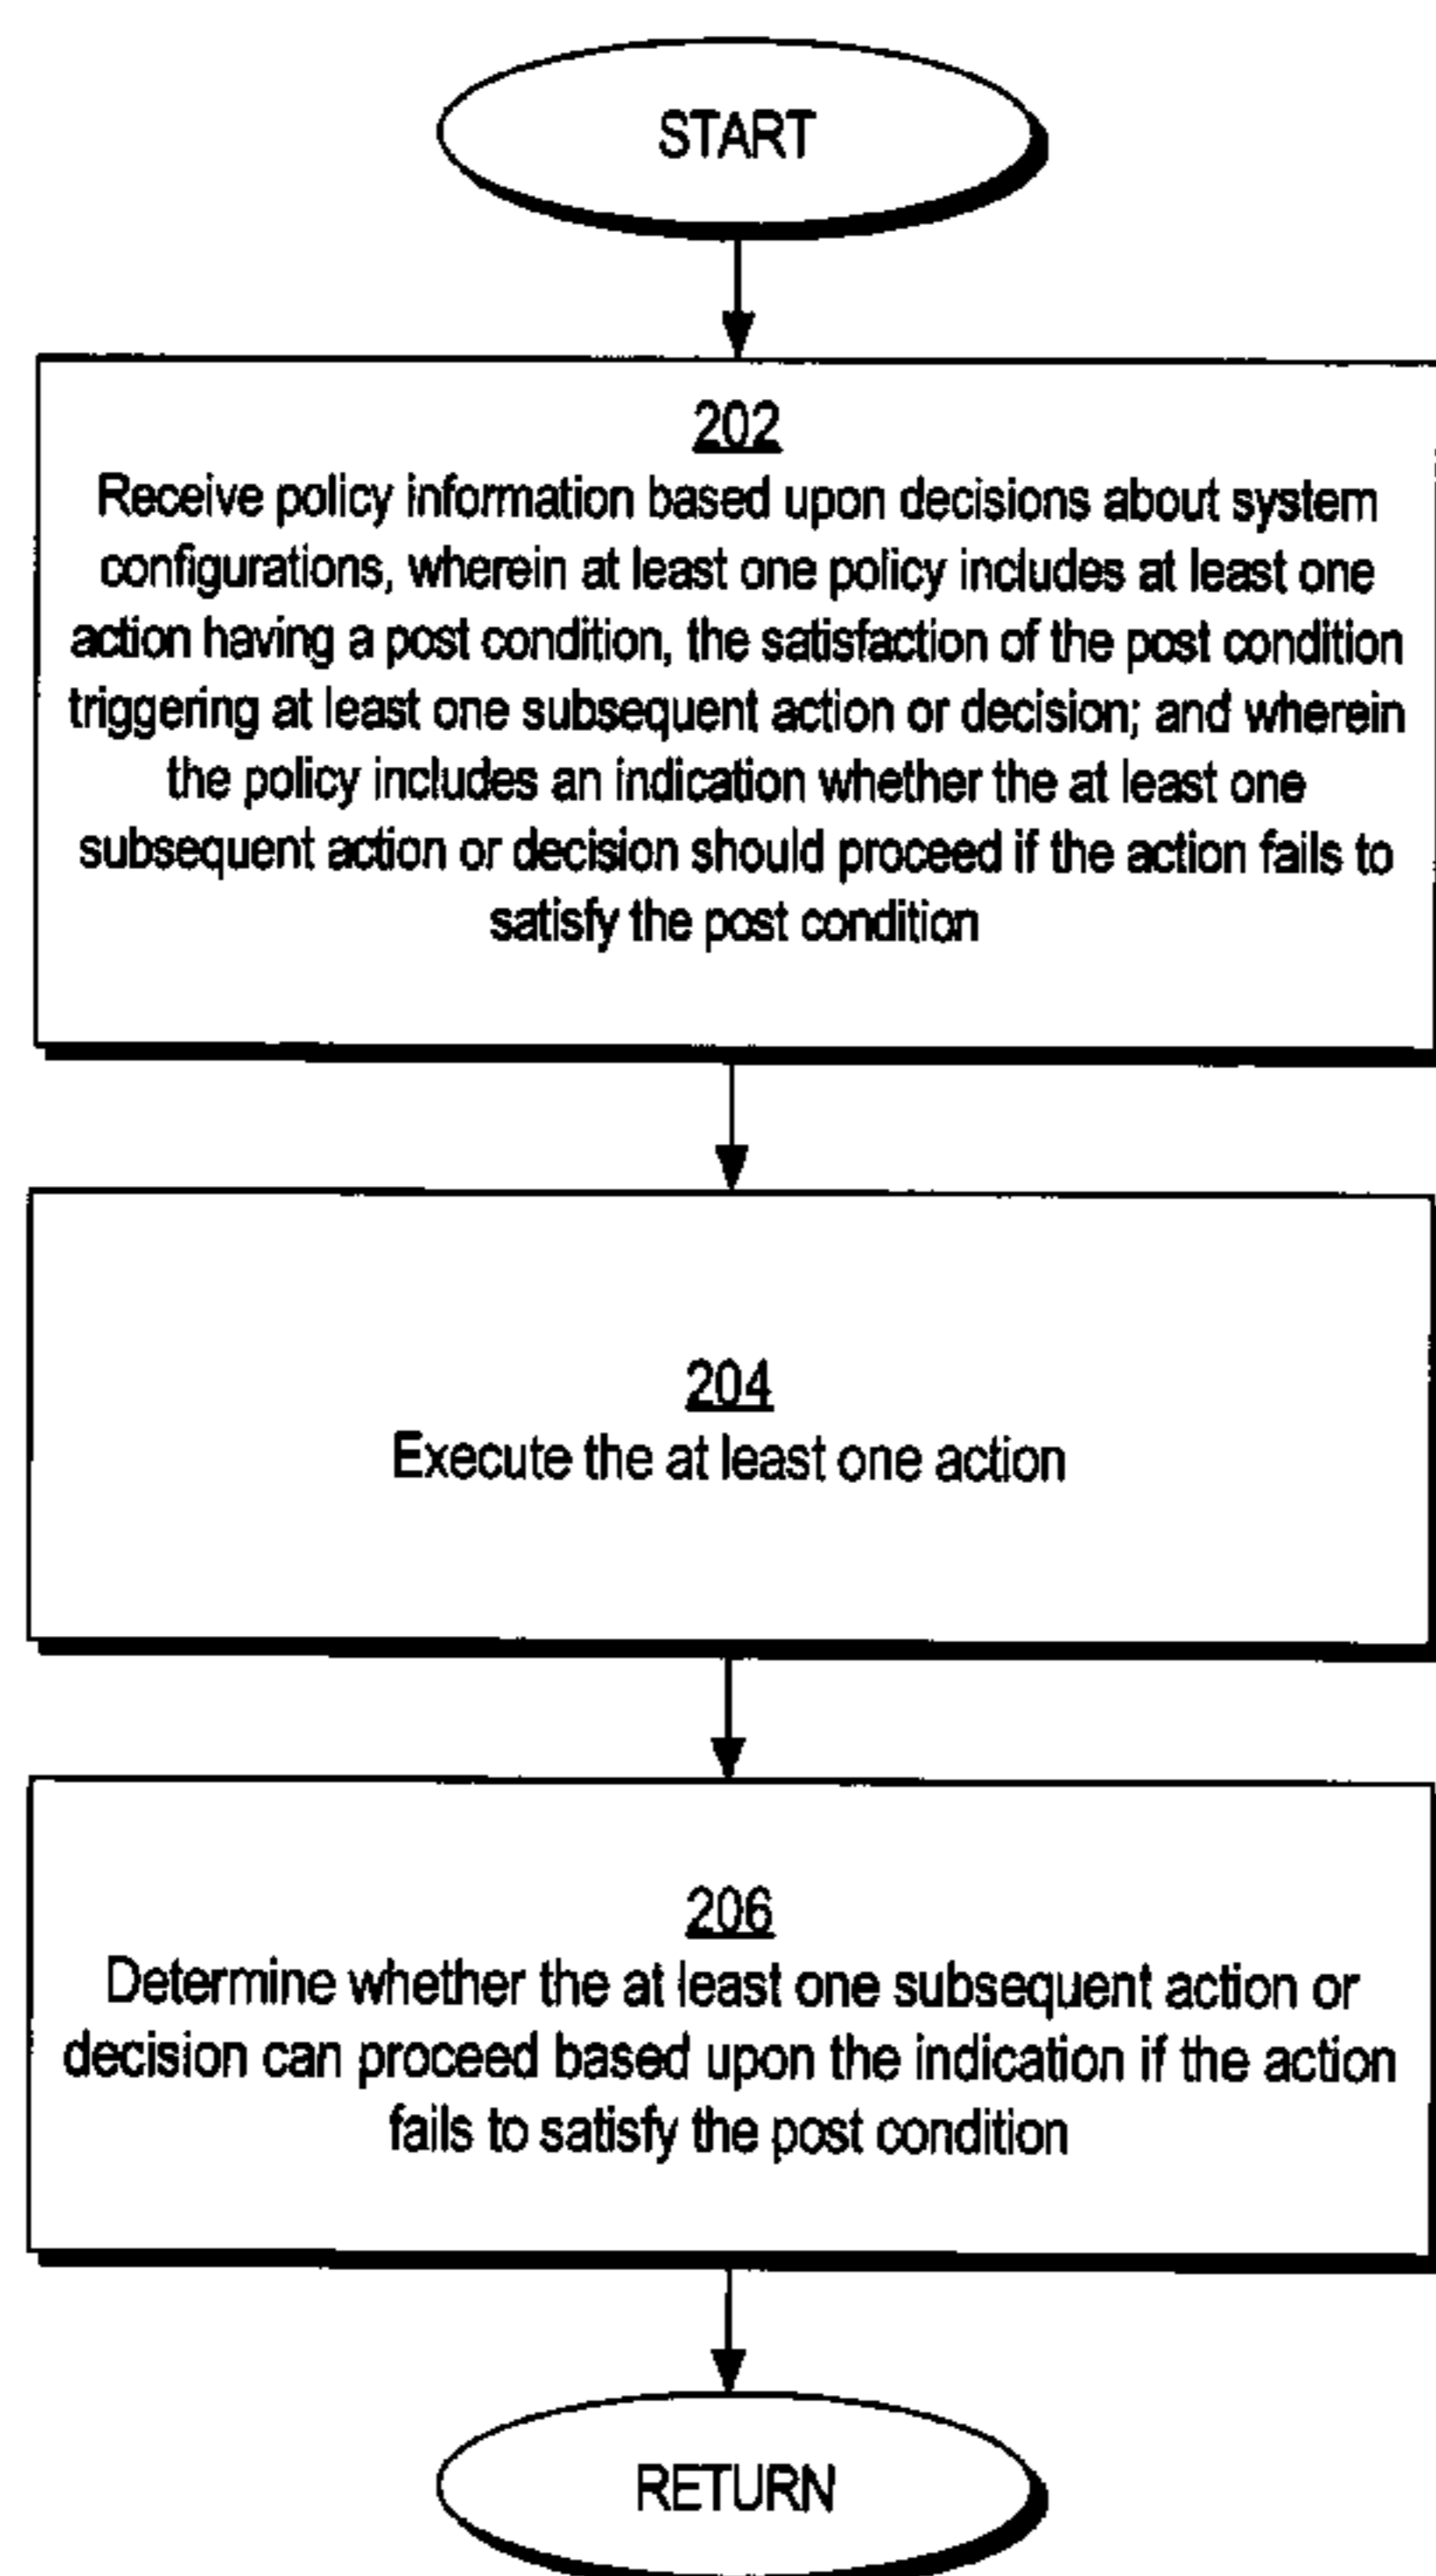 START
202
Receive policy information based upon decisions about system
configurations, wherein at least one policy includes at least one
action having a post condition, the satisfaction of the post condition
triggering at least one subsequent action or decision; and wherein
the policy includes an indication whether the at least one
subsequent action or decision should proceed if the action fails to
satisfy the post condition
204
Execute the at least one action
206
Determine whether the at least one subsequent action or
decision can proceed based upon the indication if the action
fails to satisfy the post condition
RETURN